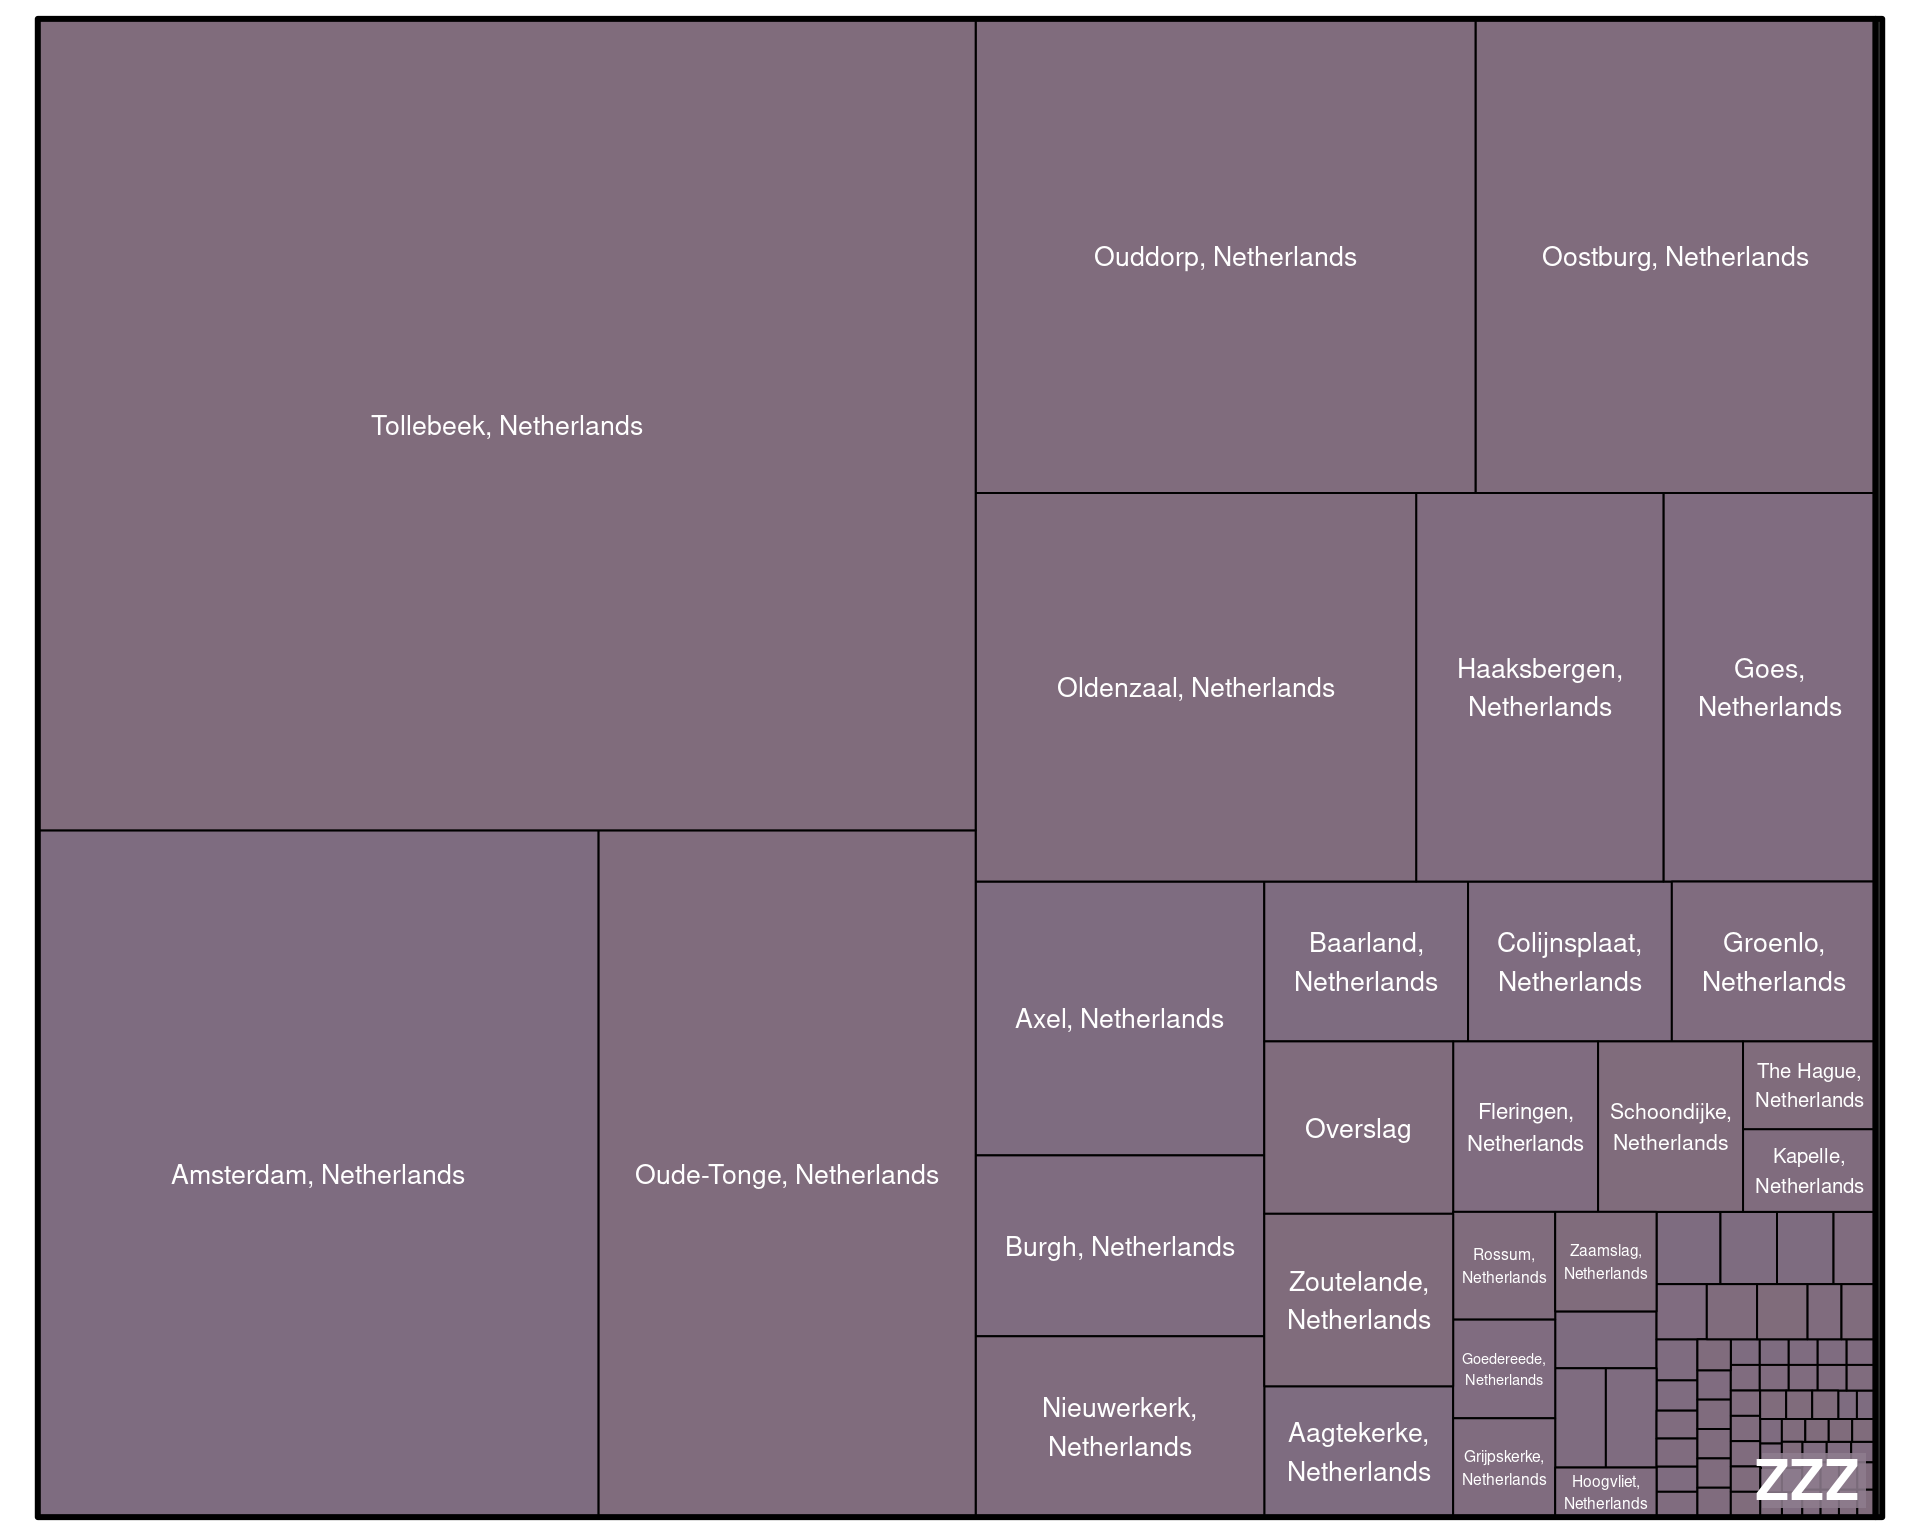 Ouddorp, Netherlands
Oostburg, Netherlands
Tollebeek, Netherlands
Oldenzaal, Netherlands
Haaksbergen,
Netherlands
Goes,
Netherlands
Amsterdam, Netherlands
Oude-Tonge, Netherlands
Axel, Netherlands
Baarland,
Netherlands
Colijnsplaat,
Netherlands
Groenlo,
Netherlands
Overslag
Fleringen,
Netherlands
Schoondijke,
Netherlands
The Hague,
Netherlands
Kapelle,
Netherlands
Burgh, Netherlands
Zoutelande,
Netherlands
Rossum,
Netherlands
Zaamslag,
Netherlands
Goedereede,
Netherlands
Nieuwerkerk,
Netherlands
Aagtekerke,
Netherlands
Grijpskerke,
Netherlands
Hoogvliet,
Netherlands
ZZZ